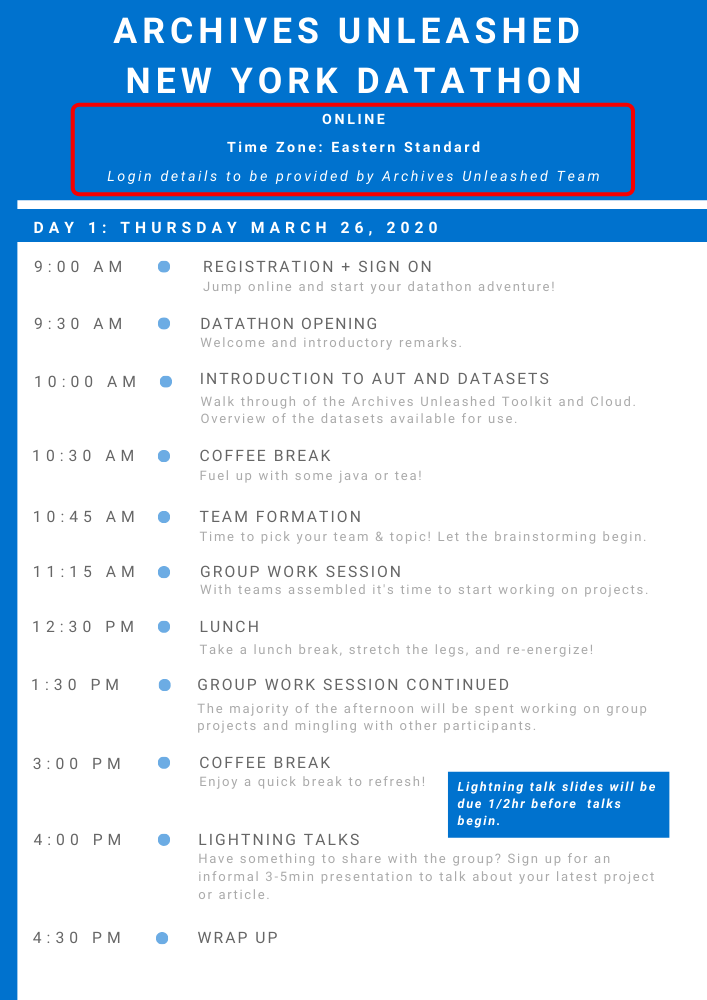 ARCHIVES UNLEASHED
NEW YORK DATATHON
ONLINE
Time Zone: Eastern Standard
Login details to be provided by Archives Unleashed Team
DAY 1: THURSDAY MARCH 26, 2020
9:00 AM REGISTRATION + SIGN ON
Jump online and start your datathon adventure!
9:30 AM DATATHON OPENING
Welcome and introductory remarks.
10:00 AM INTRODUCTION TO AUT AND DATASETS
Walk through of the Archives Unleashed Toolkit and Cloud.
Overview of the datasets available for use.
10:30 AM COFFEE BREAK
Fuel up with some java or tea!
10:45 AM TEAM FORMATION
Time to pick your team & topic! Let the brainstorming begin.
11:15 AM GROUP WORK SESSION
With teams assembled it's time to start working on projects.
12:30 PM LUNCH
Take a lunch break, stretch the legs, and re-energize!
1:30 PM GROUP WORK SESSION CONTINUED
The majority of the afternoon will be spent working on group
projects and mingling with other participants.
3:00 PM COFFEE BREAK
Enjoy a quick break to refresh!
Lightning talk slides will be
due 1/2hr before talks
begin.
4:00 PM LIGHTNING TALKS
Have something to share with the group? Sign up for an
informal 3-5min presentation to talk about your latest project
or article.
4:30 PM WRAP UP